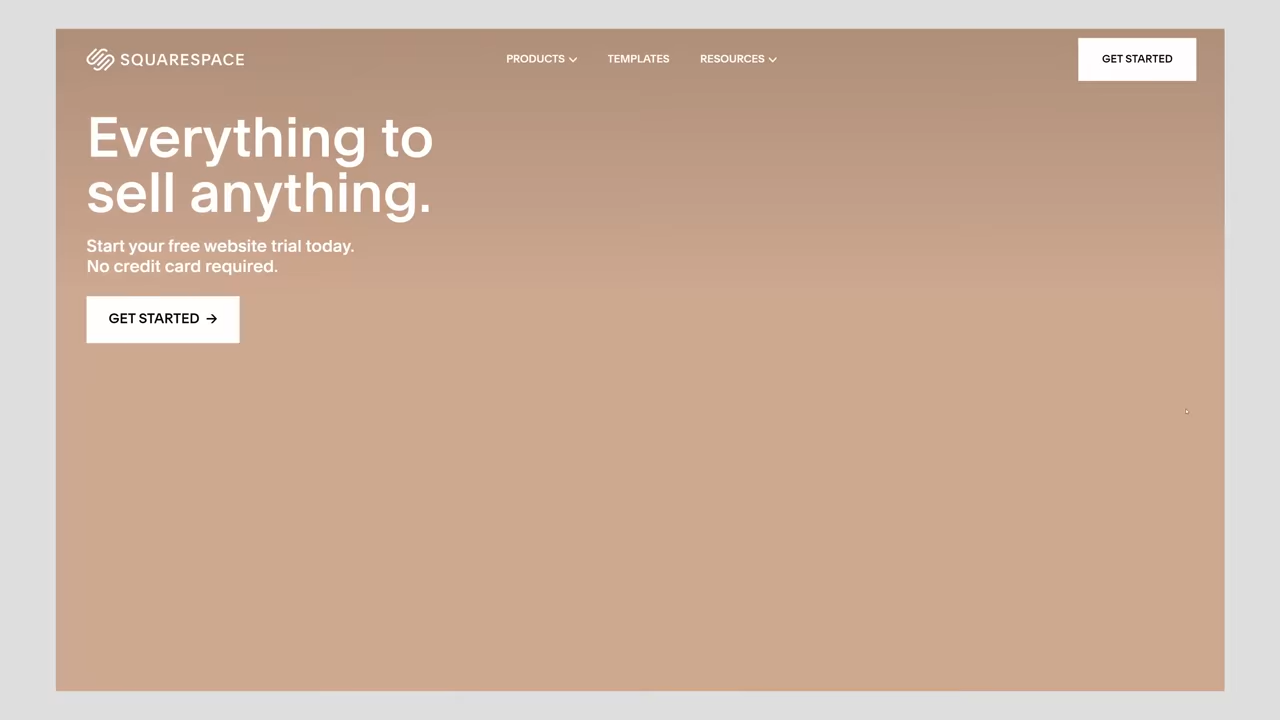 SQUARESPACE
PRODUCTS
TEMPLATES
RESOURCES
GET STARTED
Everything to
sell anything.
Start your free website trial today.
No credit card required.
GET STARTED →